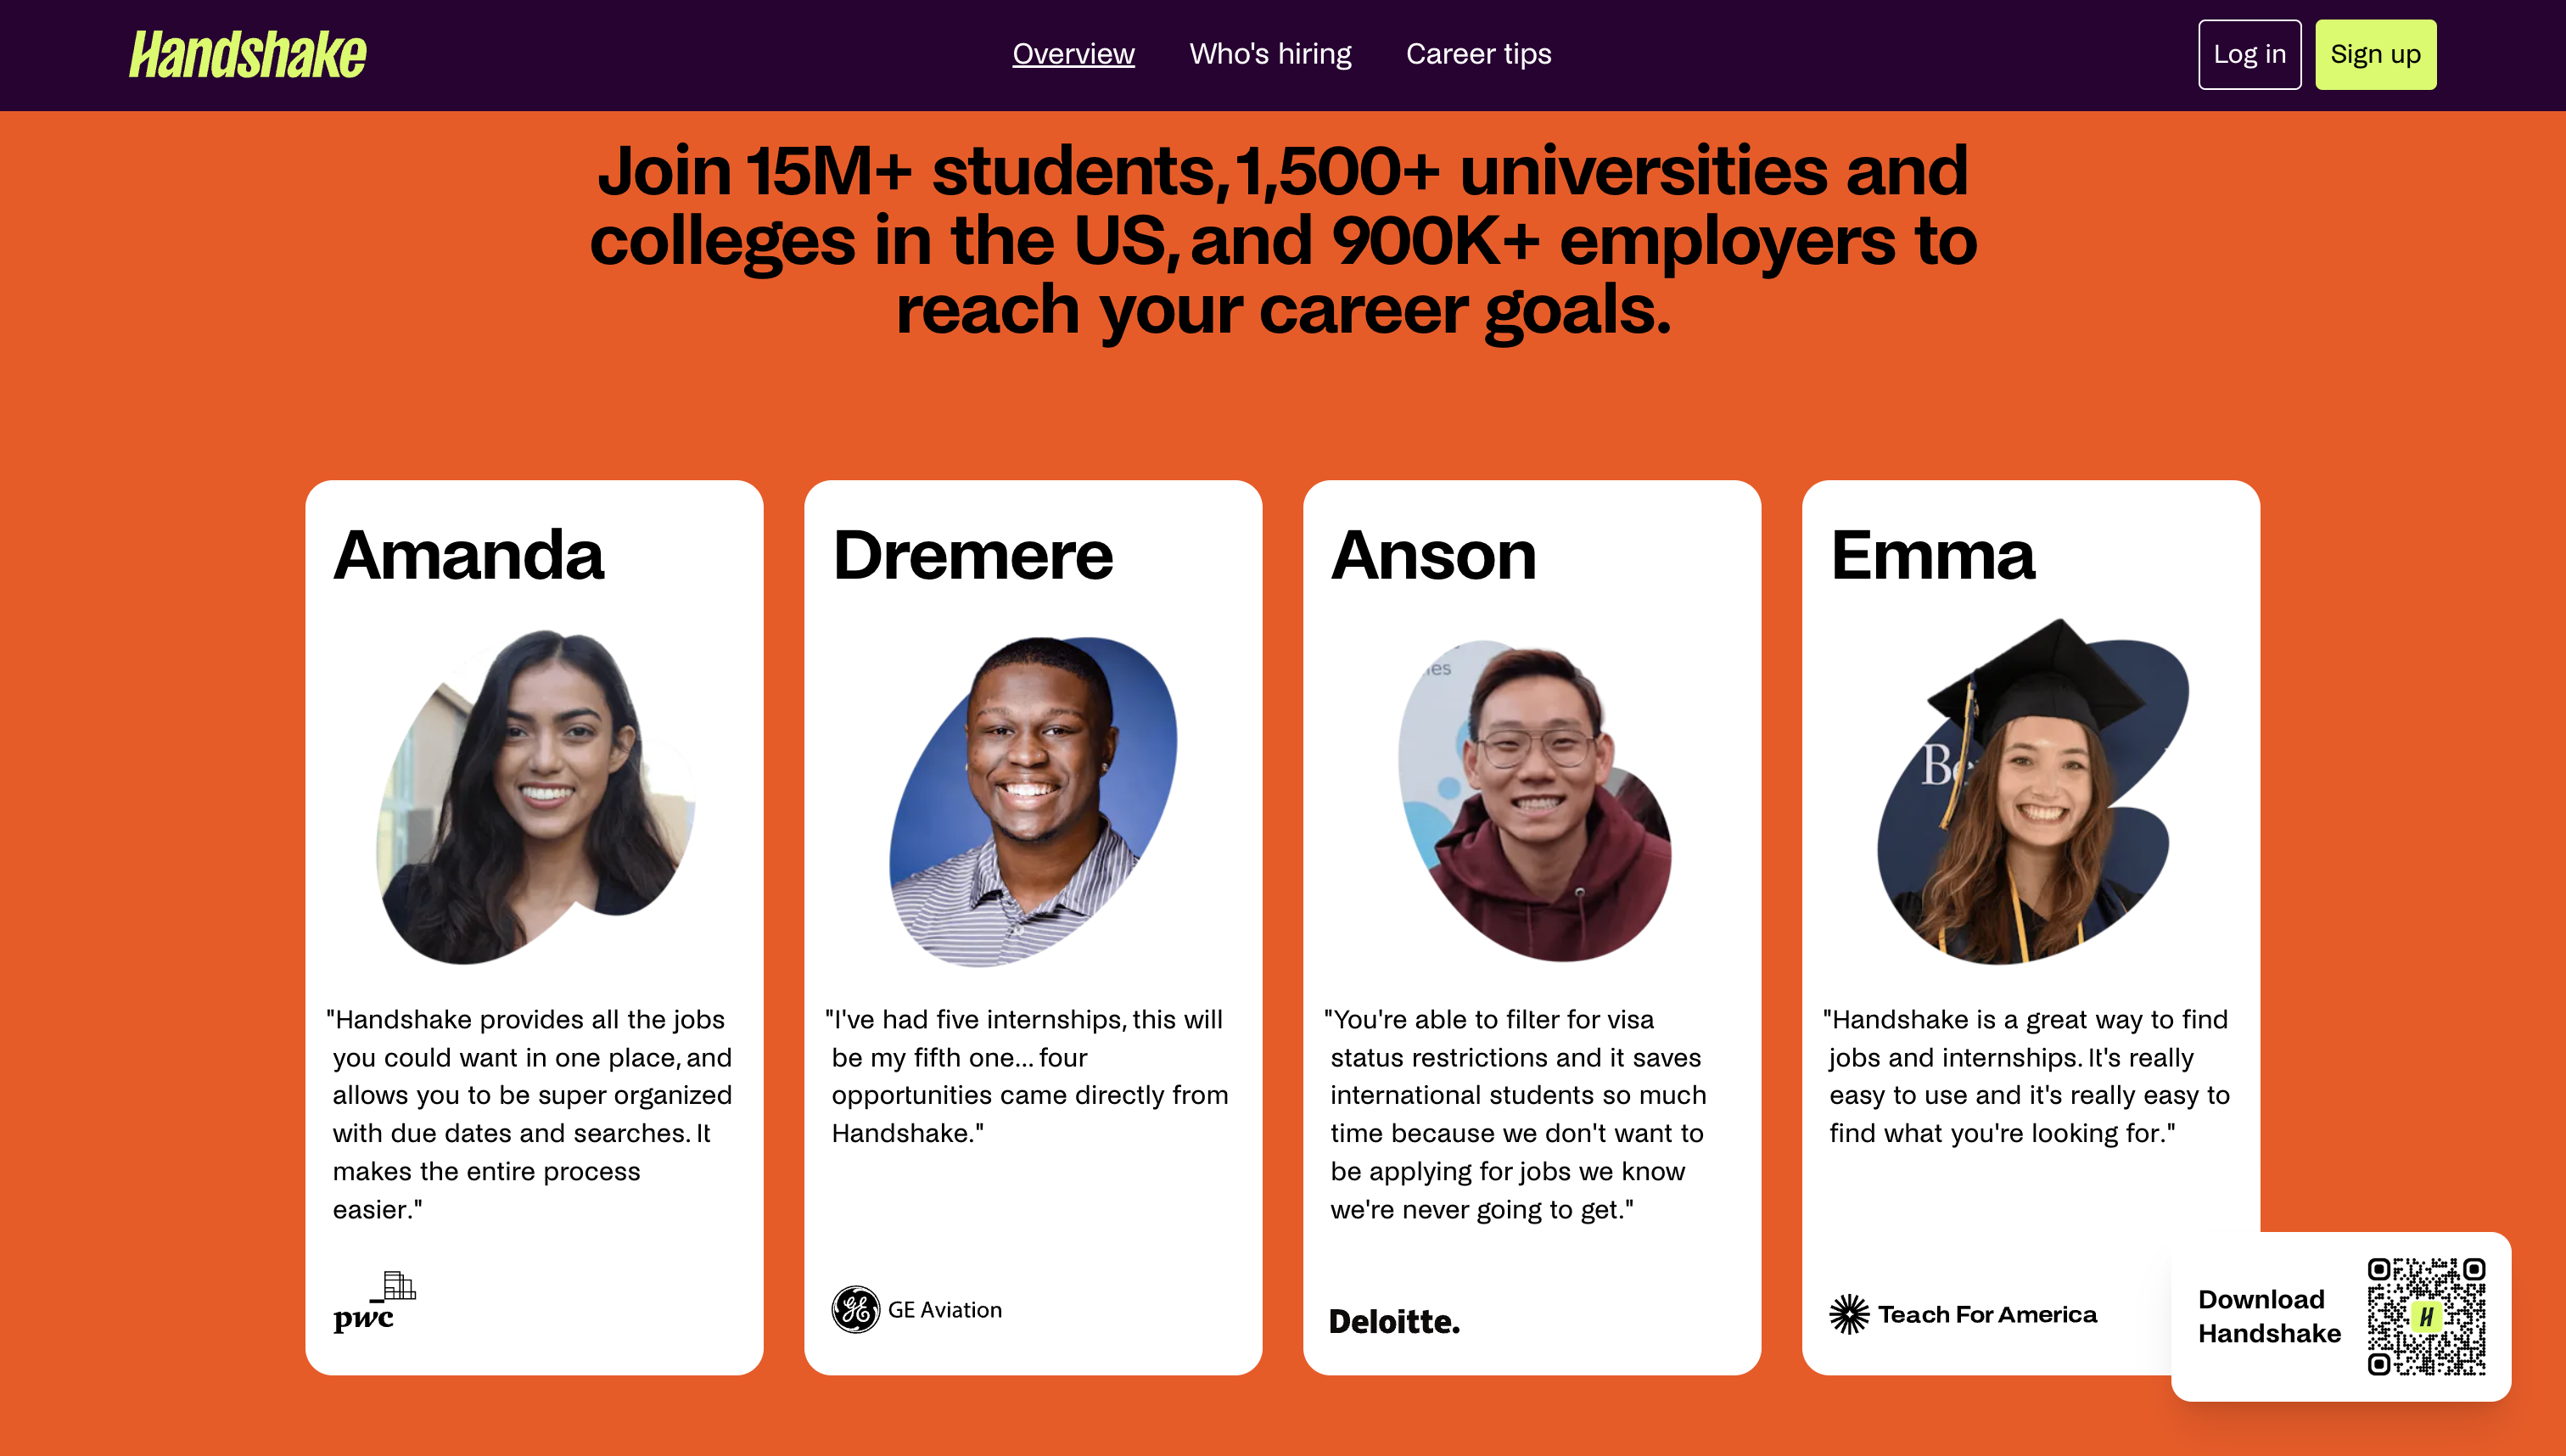 Handshake
Overview
Who's hiring
Career tips
Log in
Sign up
Join 15M+ students, 1,500+ universities and
colleges in the US, and 900K+ employers to
reach your career goals.
Amanda
"Handshake provides all the jobs
you could want in one place, and
allows you to be super organized
with due dates and searches. It
makes the entire process
easier."
pwc
Dremere
"I've had five internships, this will
be my fifth one... four
opportunities came directly from
Handshake."
GE
GE Aviation
Anson
ies
"You're able to filter for visa
status restrictions and it saves
international students so much
time because we don't want to
be applying for jobs we know
we're never going to get."
Deloitte.
Emma
Be
"Handshake is a great way to find
jobs and internships. It's really
easy to use and it's really easy to
find what you're looking for."
Teach For America
Download
Handshake
H